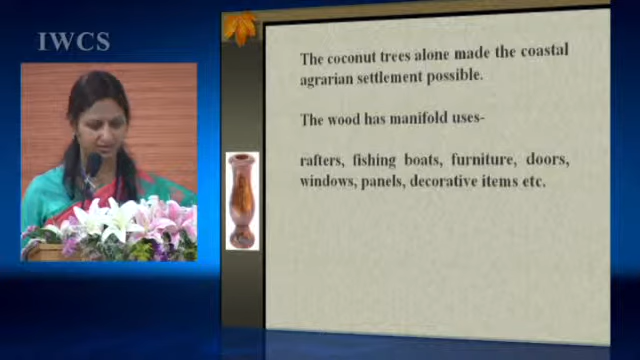 IWCS
The coconut trees alone made the coastal
agrarian settlement possible.
The wood has manifold uses-
rafters, fishing boats, furniture, doors,
windows, panels, decorative items etc.